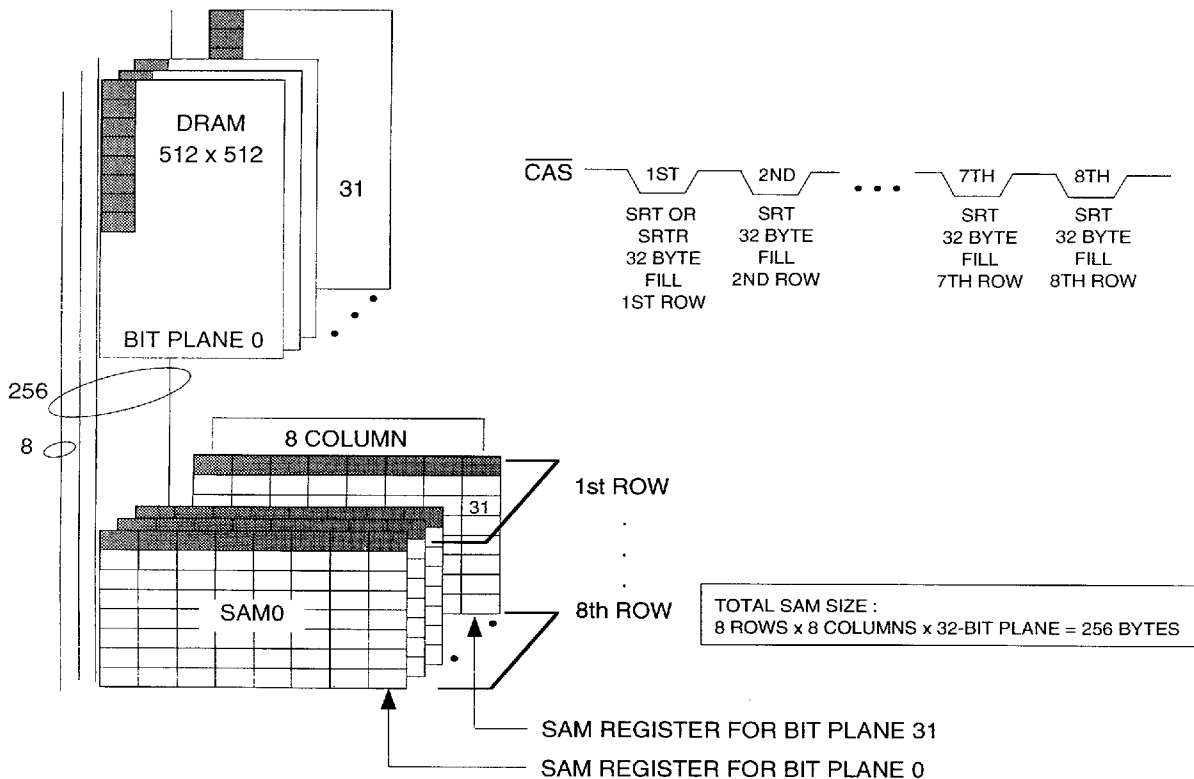 DRAM
512 x 512
31
BIT PLANE 0
256
8
CAS
1ST
2ND
7TH
8TH
SRT OR
SRTR
32 BYTE
FILL
1ST ROW
SRT
32 BYTE
FILL
2ND ROW
SRT
32 BYTE
FILL
7TH ROW
SRT
32 BYTE
FILL
8TH ROW
8 COLUMN
31
1st ROW
8th ROW
SAM0
TOTAL SAM SIZE :
8 ROWS x 8 COLUMNS x 32-BIT PLANE = 256 BYTES
SAM REGISTER FOR BIT PLANE 31
SAM REGISTER FOR BIT PLANE 0